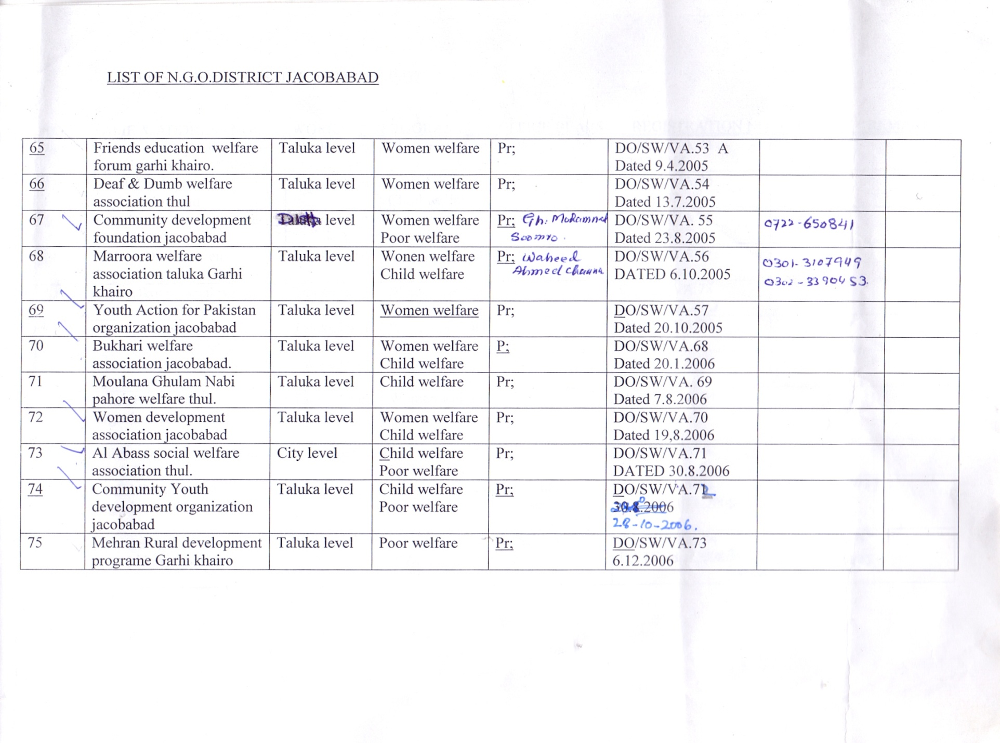 LIST OF N.G.O.DISTRICT JACOBABAD
65 Friends education welfare Taluka level Women welfare Pr; DO/SW/VA.53 A
forum garhi khairo. Dated 9.4.2005
66 Deaf & Dumb welfare Taluka level Women welfare Pr; DO/SW/VA.54
association thul Dated 13.7.2005
67 Community development level Women welfare Pr; Gh. Mohammad DO/SW/VA. 55 0722-650841
foundation jacobabad Poor welfare Soomro. Dated 23.8.2005
68 Marroora welfare Taluka level Wonen welfare Pr; Waheed DO/SW/VA.56 0301-3107949
association taluka Garhi Child welfare Ahmed DATED 6.10.2005 0302-3390453.
khairo
69 Youth Action for Pakistan Taluka level Women welfare Pr; DO/SW/VA.57
organization jacobabad Dated 20.10.2005
70 Bukhari welfare Taluka level Women welfare P; DO/SW/VA.68
association jacobabad. Child welfare Dated 20.1.2006
71 Moulana Ghulam Nabi Taluka level Child welfare Pr; DO/SW/VA. 69
pahore welfare thul. Dated 7.8.2006
72 Women development Taluka level Women welfare Pr; DO/SW/VA.70
association jacobabad Child welfare Dated 19,8.2006
73 Al Abass social welfare City level Child welfare Pr; DO/SW/VA.71
association thul. Poor welfare DATED 30.8.2006
74 Community Youth Taluka level Child welfare Pr; DO/SW/VA.72
development organization Poor welfare 30.8.2006
jacobabad 28-10-2006.
75 Mehran Rural development Taluka level Poor welfare Pr; DO/SW/VA.73
programe Garhi khairo 6.12.2006